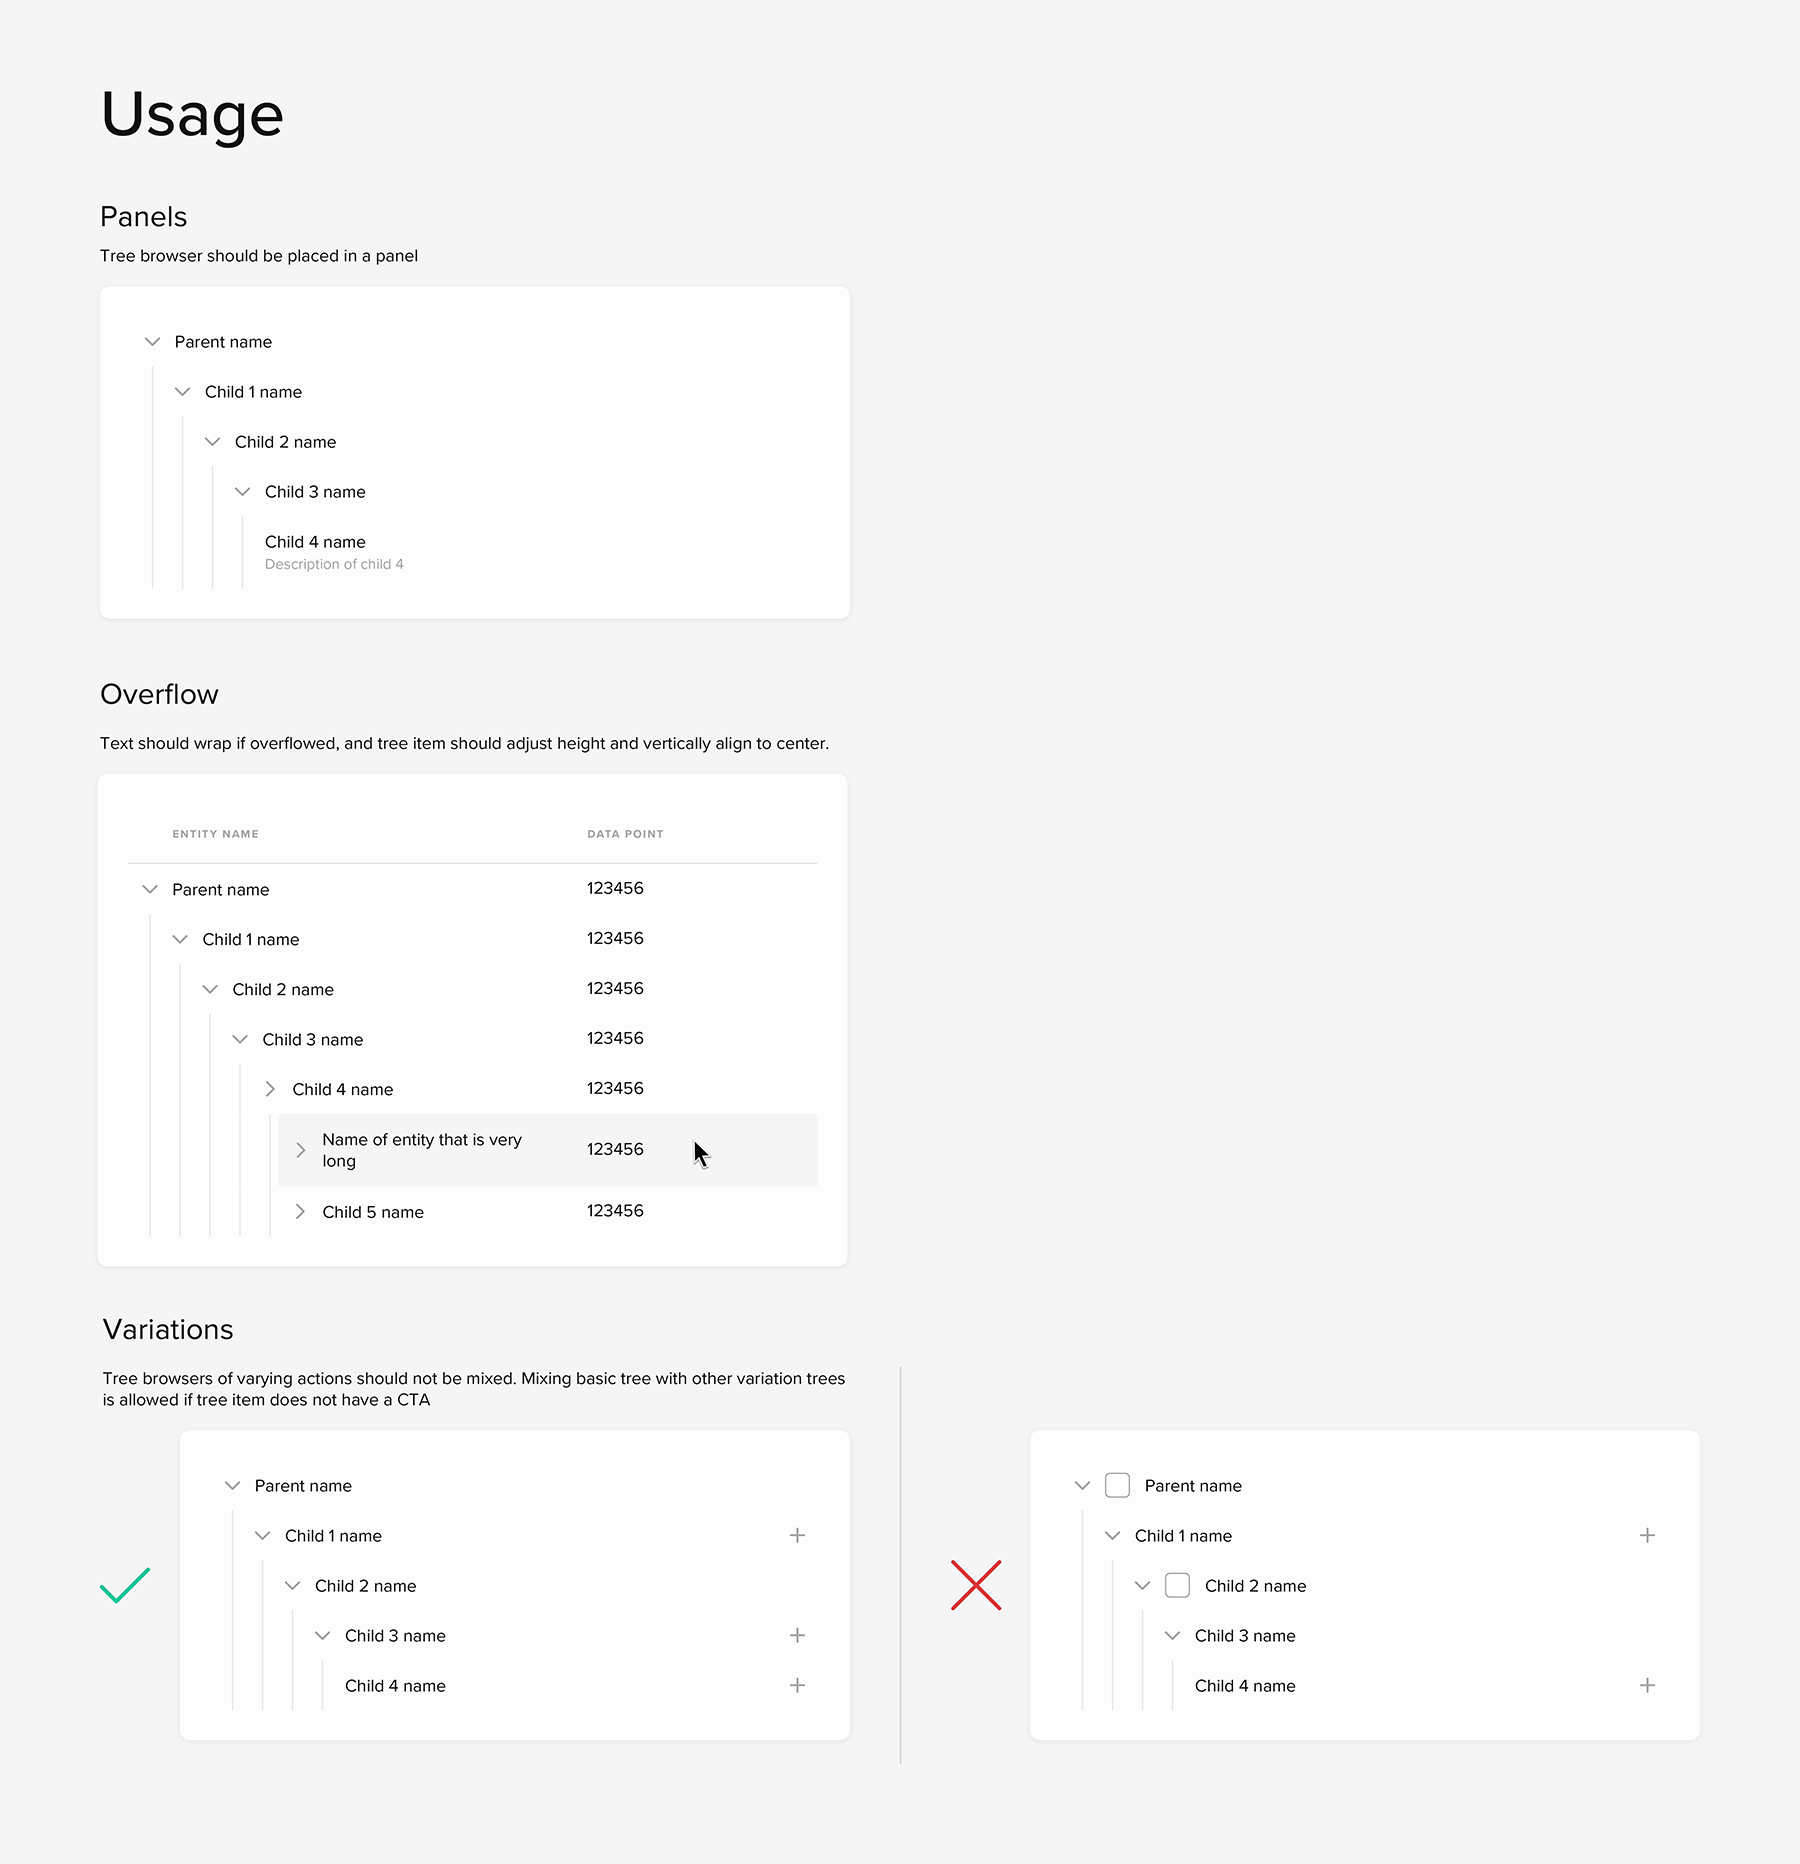 Usage
Panels
Tree browser should be placed in a panel
Parent name
Child 1 name
Child 2 name
Child 3 name
Child 4 name
Description of child 4
Overflow
Text should wrap if overflowed, and tree item should adjust height and vertically align to center.
ENTITY NAME DATA POINT
Parent name 123456
Child 1 name 123456
Child 2 name 123456
Child 3 name 123456
Child 4 name 123456
Name of entity that is very
long 123456
Child 5 name 123456
Variations
Tree browsers of varying actions should not be mixed. Mixing basic tree with other variation trees
is allowed if tree item does not have a CTA
Parent name
Child 1 name
Child 2 name
Child 3 name
Child 4 name
Parent name
Child 1 name
Child 2 name
Child 3 name
Child 4 name